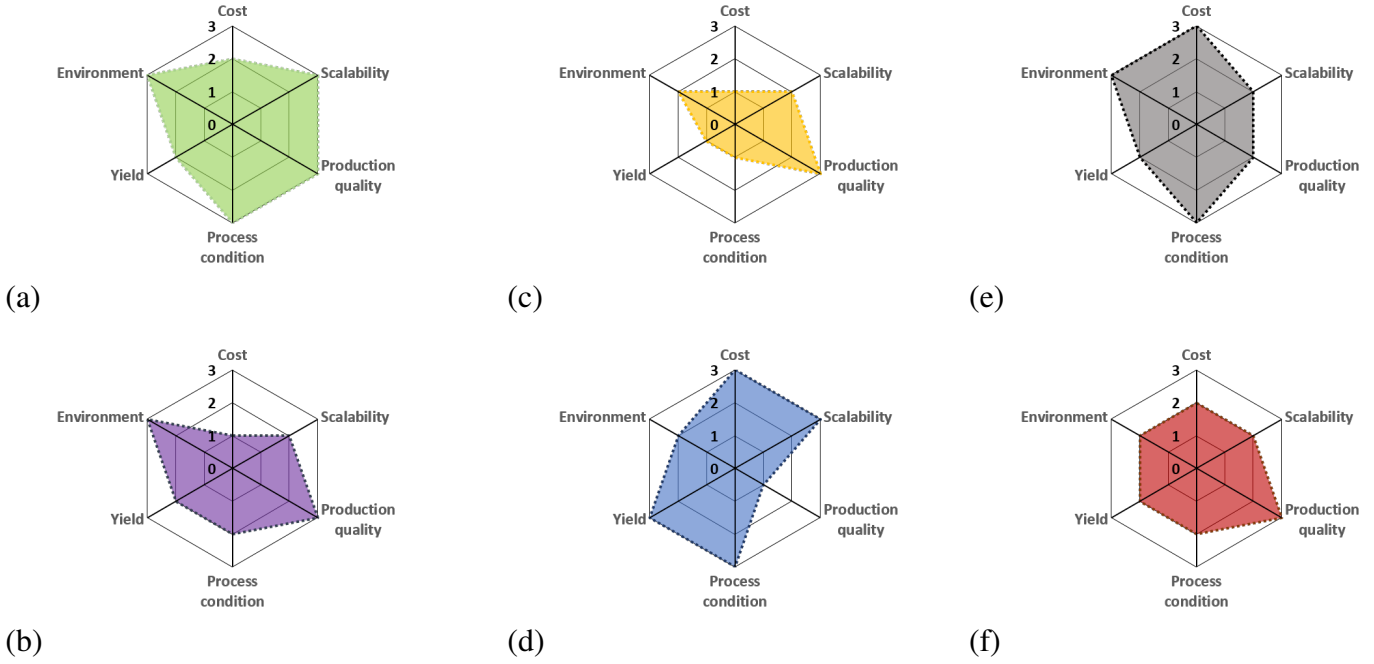 Cost
3
2
1
0
Environment
Scalability
Yield
Production
quality
Process
condition
(a)
Cost
3
2
1
0
Environment
Scalability
Yield
Production
quality
Process
condition
(c)
Cost
3
2
1
0
Environment
Scalability
Yield
Production
quality
Process
condition
(e)
Cost
3
2
1
0
Environment
Scalability
Yield
Production
quality
Process
condition
(b)
Cost
3
2
1
0
Environment
Scalability
Yield
Production
quality
Process
condition
(d)
Cost
3
2
1
0
Environment
Scalability
Yield
Production
quality
Process
condition
(f)